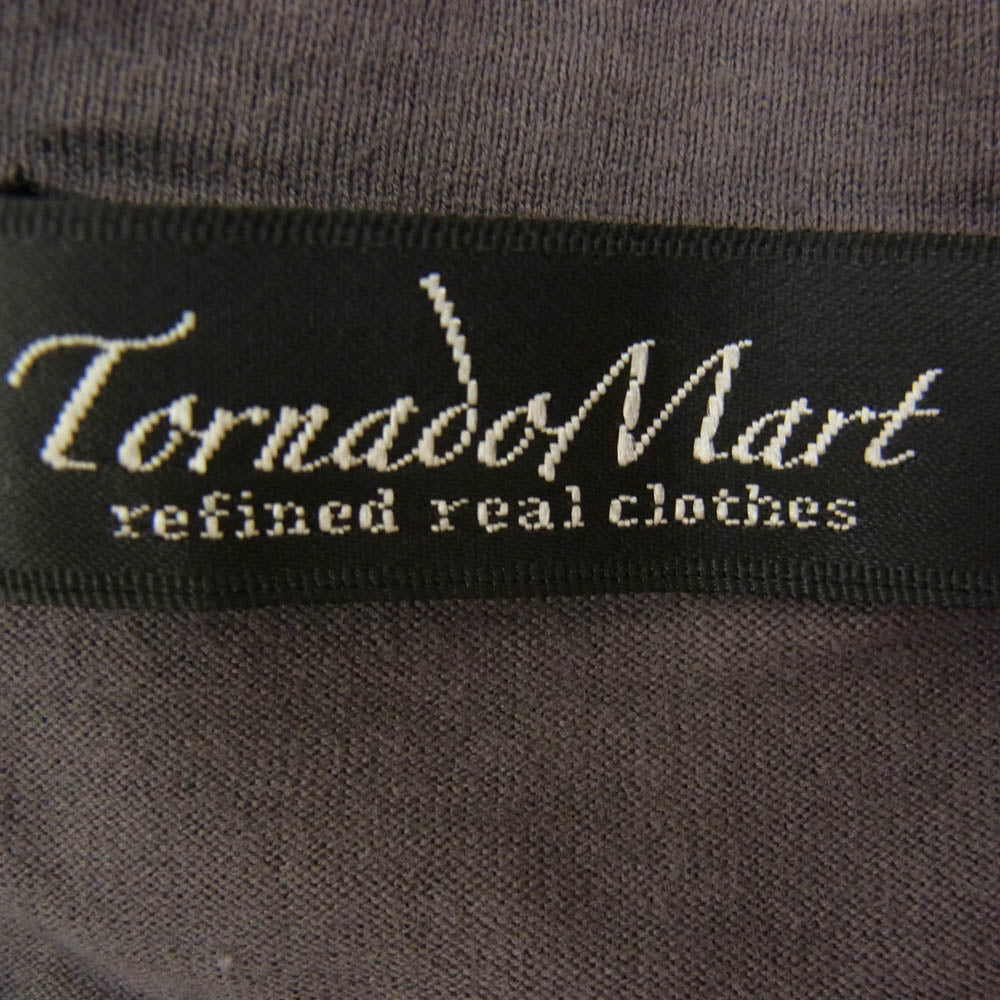 TornadoMart
refined real clothes